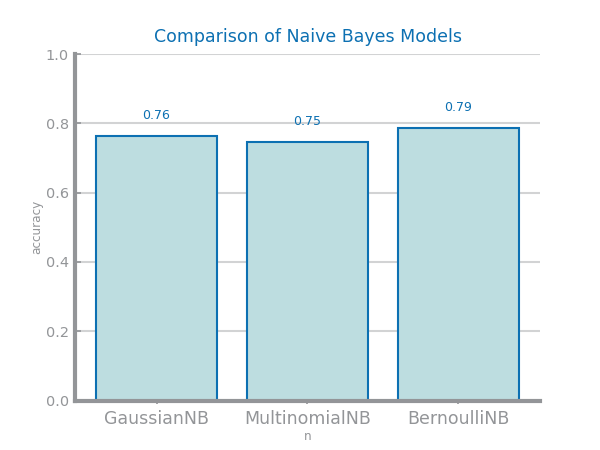 Comparison of Naive Bayes Models
1.0
0.8
0.6
0.4
0.2
0.0
accuracy
0.76
0.75
0.79
GaussianNB
MultinomialNB
BernoulliNB
n